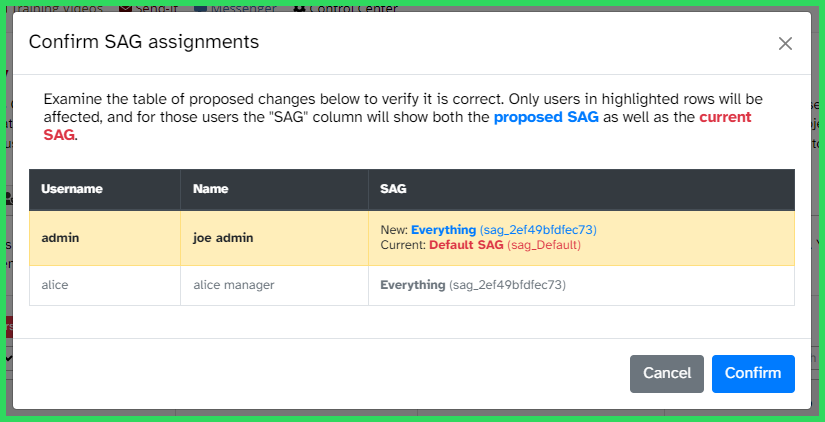 Training Videos Send-It Messenger Control Center
Confirm SAG assignments
Examine the table of proposed changes below to verify it is correct. Only users in highlighted rows will be
affected, and for those users the "SAG" column will show both the proposed SAG as well as the current
SAG.
Username Name SAG
admin joe admin New: Everything (sag_2ef49bfdfec73)
Current: Default SAG (sag_Default)
alice alice manager Everything (sag_2ef49bfdfec73)
Cancel Confirm